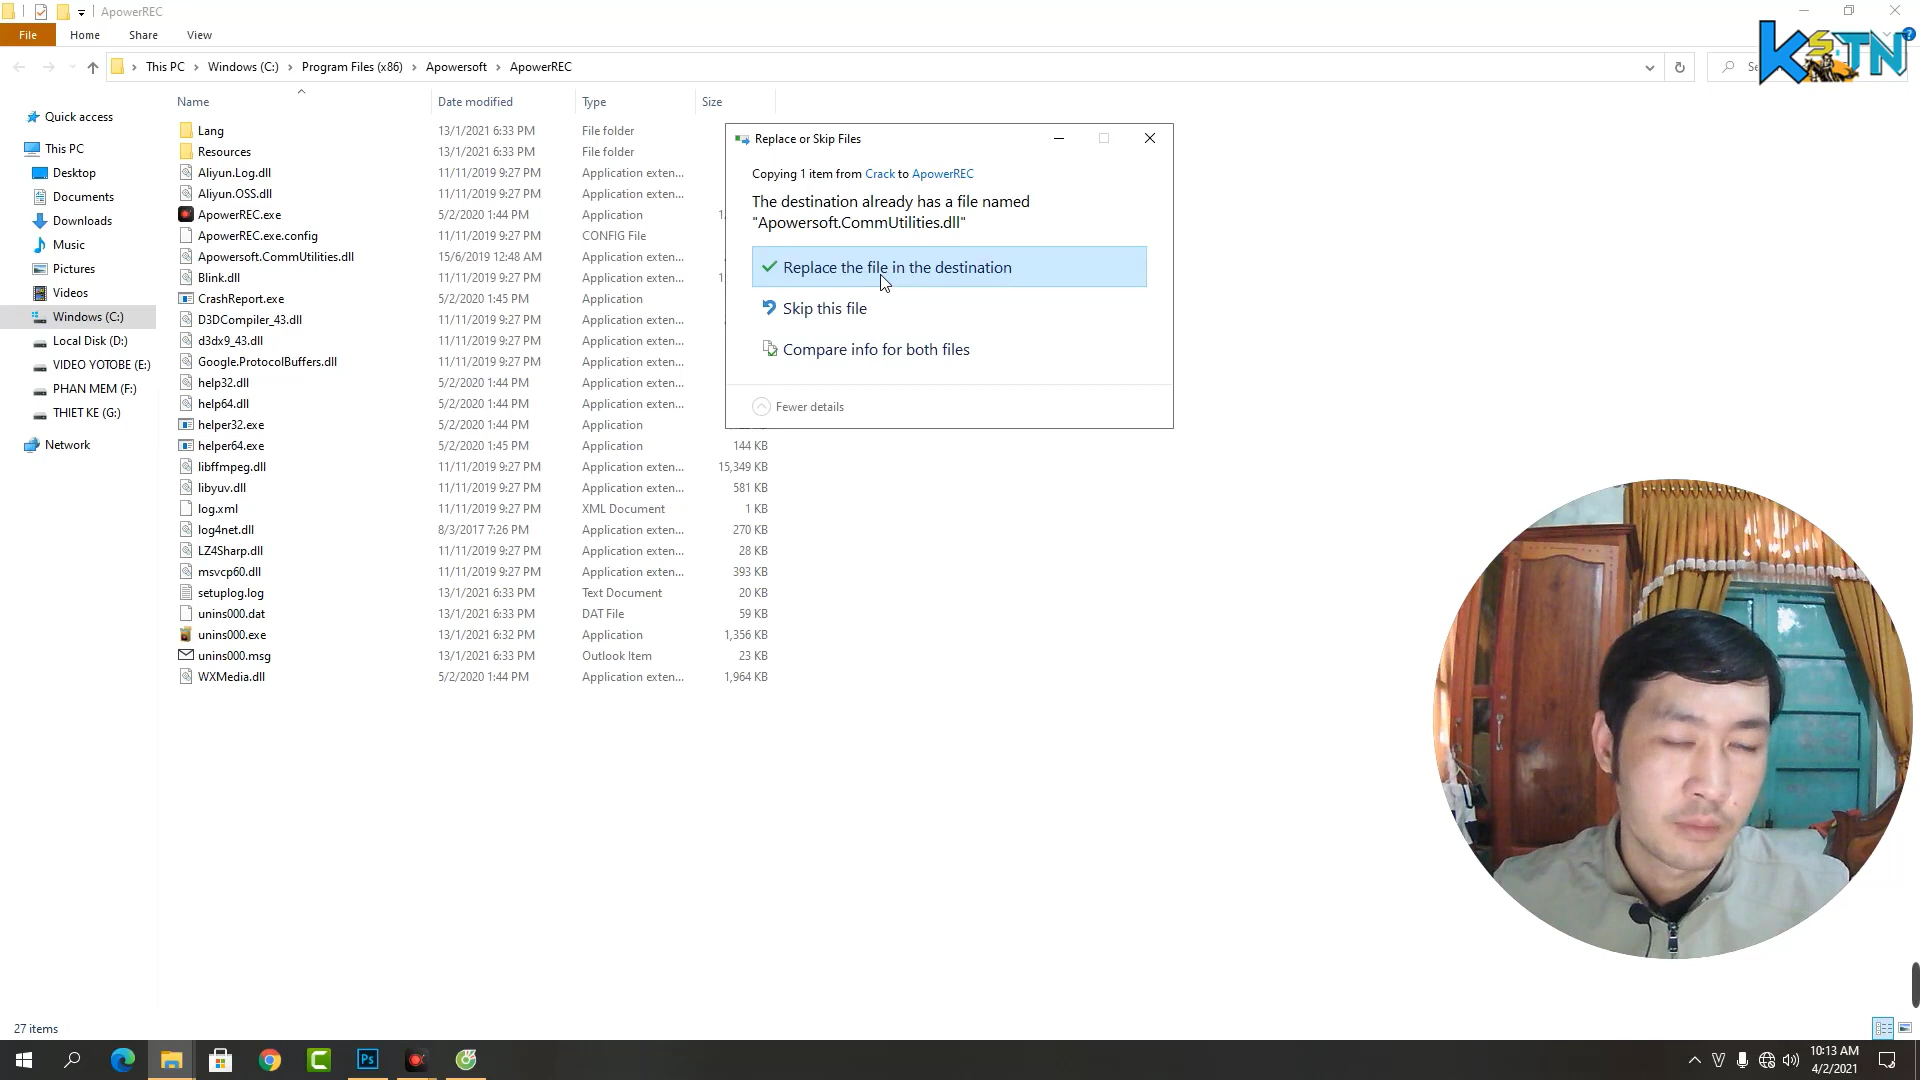 ApowerREC
File Home Share View
This PC Windows (C:) Program Files (x86) Apowersoft ApowerREC
KSTN
Name Date modified Type Size
Quick access
This PC
Desktop
Documents
Downloads
Music
Pictures
Videos
Windows (C:)
Local Disk (D:)
VIDEO YOTOBE (E:)
PHAN MEM (F:)
THIET KE (G:)
Network
Lang 13/1/2021 6:33 PM File folder
Resources 13/1/2021 6:33 PM File folder
Aliyun.Log.dll 11/11/2019 9:27 PM Application exten...
Aliyun.OSS.dll 11/11/2019 9:27 PM Application exten...
ApowerREC.exe 5/2/2020 1:44 PM Application
ApowerREC.exe.config 11/11/2019 9:27 PM CONFIG File
Apowersoft.CommUtilities.dll 15/6/2019 12:48 AM Application exten...
Blink.dll 11/11/2019 9:27 PM Application exten...
CrashReport.exe 5/2/2020 1:45 PM Application
D3DCompiler_43.dll 11/11/2019 9:27 PM Application exten...
d3dx9_43.dll 11/11/2019 9:27 PM Application exten...
Google.ProtocolBuffers.dll 11/11/2019 9:27 PM Application exten...
help32.dll 5/2/2020 1:44 PM Application exten...
help64.dll 5/2/2020 1:44 PM Application exten...
helper32.exe 5/2/2020 1:44 PM Application
helper64.exe 5/2/2020 1:45 PM Application 144 KB
libffmpeg.dll 11/11/2019 9:27 PM Application exten... 15,349 KB
libyuv.dll 11/11/2019 9:27 PM Application exten... 581 KB
log.xml 11/11/2019 9:27 PM XML Document 1 KB
log4net.dll 8/3/2017 7:26 PM Application exten... 270 KB
LZ4Sharp.dll 11/11/2019 9:27 PM Application exten... 28 KB
msvcp60.dll 11/11/2019 9:27 PM Application exten... 393 KB
setuplog.log 13/1/2021 6:33 PM Text Document 20 KB
unins000.dat 13/1/2021 6:33 PM DAT File 59 KB
unins000.exe 13/1/2021 6:32 PM Application 1,356 KB
unins000.msg 13/1/2021 6:33 PM Outlook Item 23 KB
WXMedia.dll 5/2/2020 1:44 PM Application exten... 1,964 KB
Replace or Skip Files
Copying 1 item from Crack to ApowerREC
The destination already has a file named
"Apowersoft.CommUtilities.dll"
Replace the file in the destination
Skip this file
Compare info for both files
Fewer details
27 items
Ps
10:13 AM
4/2/2021